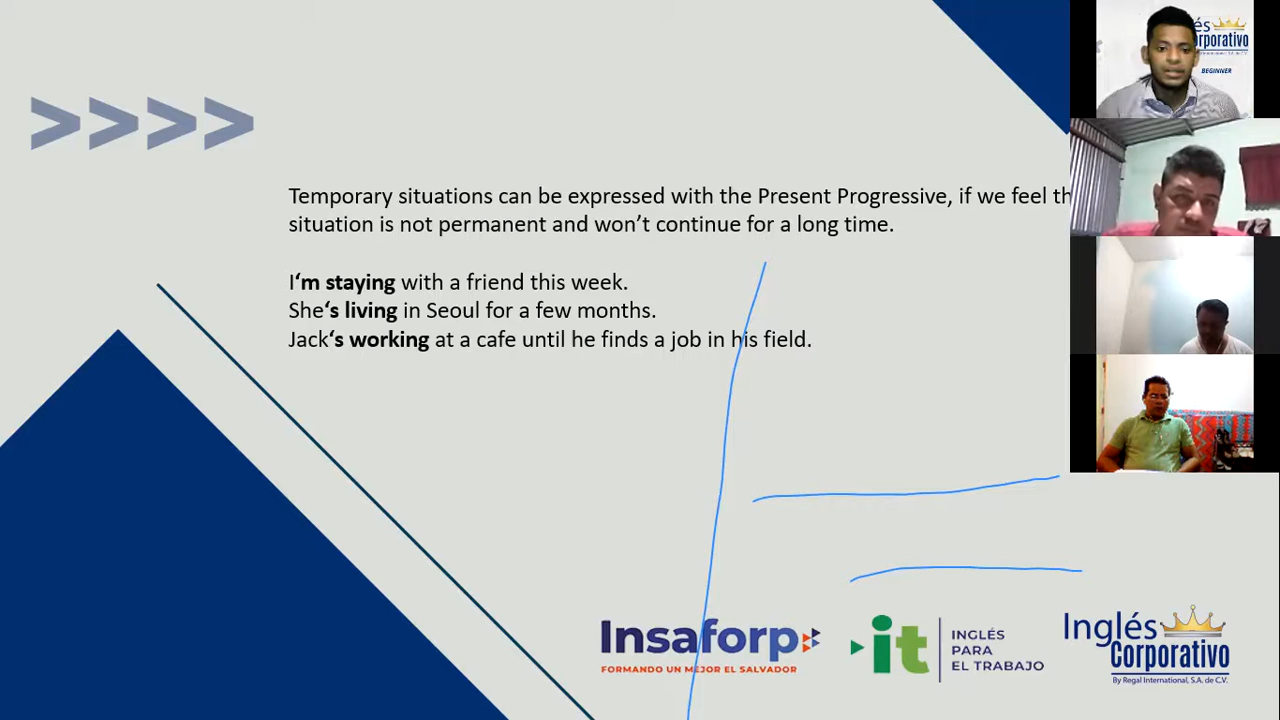 Temporary situations can be expressed with the Present Progressive, if we feel
situation is not permanent and won't continue for a long time.
I'm staying with a friend this week.
She's living in Seoul for a few months.
Jack's working at a cafe until he finds a job in his field.
Corporativo
BEGINNER
Insaforp
FORMANDO UN MEJOR EL SALVADOR
it
INGLÉS
PARA
EL TRABAJO
Inglés
Corporativo
By Regal International, S.A. de C.V.